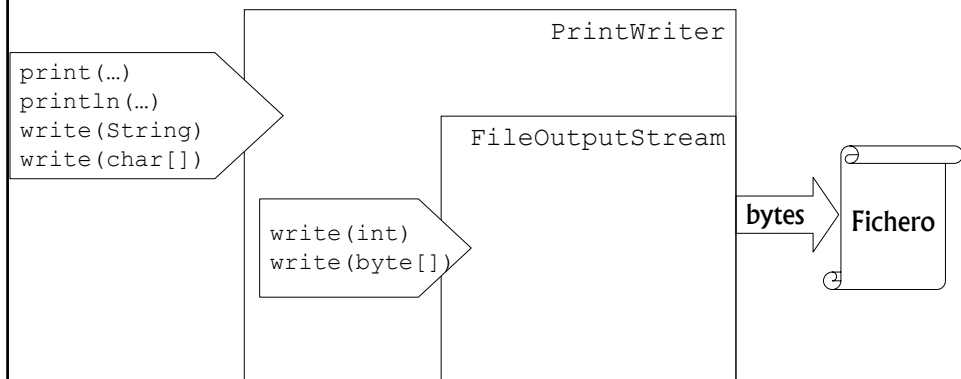 PrintWriter
print(…)
println(…)
write(String)
write(char[])
FileOutputStream
write(int)
write(byte[])
bytes
Fichero